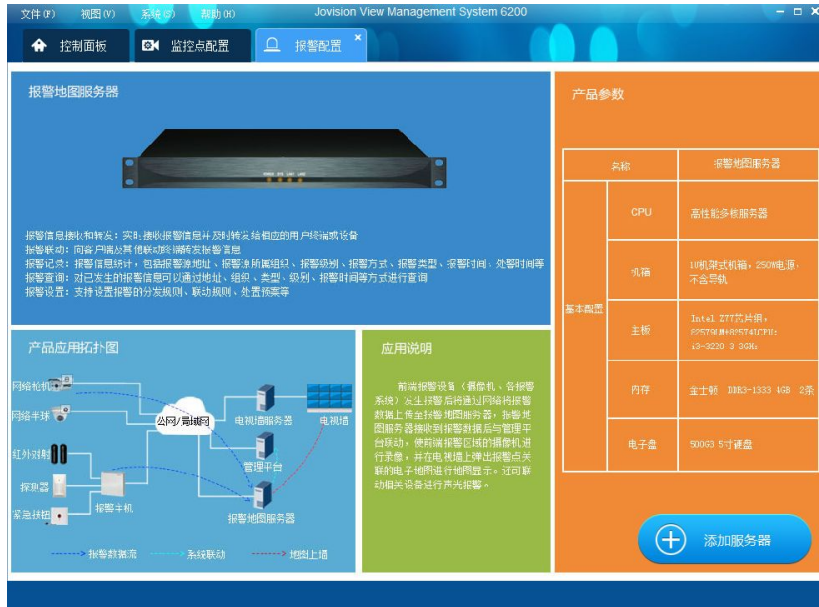 文件(F) 视图(V) 系统(S) 帮助(H) Jovision View Management System 6200
控制面板 监控点配置 报警配置
报警地图服务器
报警信息接收和转发：实时接收报警信息并及时转发给相应的用户终端或设备
报警联动：向客户端及其他联动终端转发报警信息
报警记录：报警信息统计，包括报警源地址、报警源所属组织、报警级别、报警方式、报警类型、报警时间、处警时间等
报警查询：对已发生的报警信息可以通过地址、组织、类型、级别、报警时间等方式进行查询
报警设置：支持设置报警的分发规则、联动规则、处置预案等
产品应用拓扑图
网络枪机
网络半球
红外对射
探测器
紧急按钮
报警主机
公网/局域网
电视墙服务器
电视墙
管理平台
报警地图服务器
报警数据流
系统联动
地图上墙
应用说明
前端报警设备（摄像机、各报警
系统）发生报警后将通过网络将报警
数据上传至报警地图服务器，报警地
图服务器接收到报警数据后与管理平
台联动，使前端报警区域的摄像机进
行录像，并在电视墙上弹出报警点关
联的电子地图进行地图显示。还可联
动相关设备进行声光报警。
产品参数
名称 报警地图服务器
基本配置
CPU 高性能多核服务器
机箱 1U机架式机箱，250W电源，
不含导轨
主板 Intel Z77芯片组，
82579LM+82574LCPU:
i3-3220 3 3GHz
内存 金士顿 DDR3-1333 4GB 2条
电子盘 500G3 5寸硬盘
添加服务器